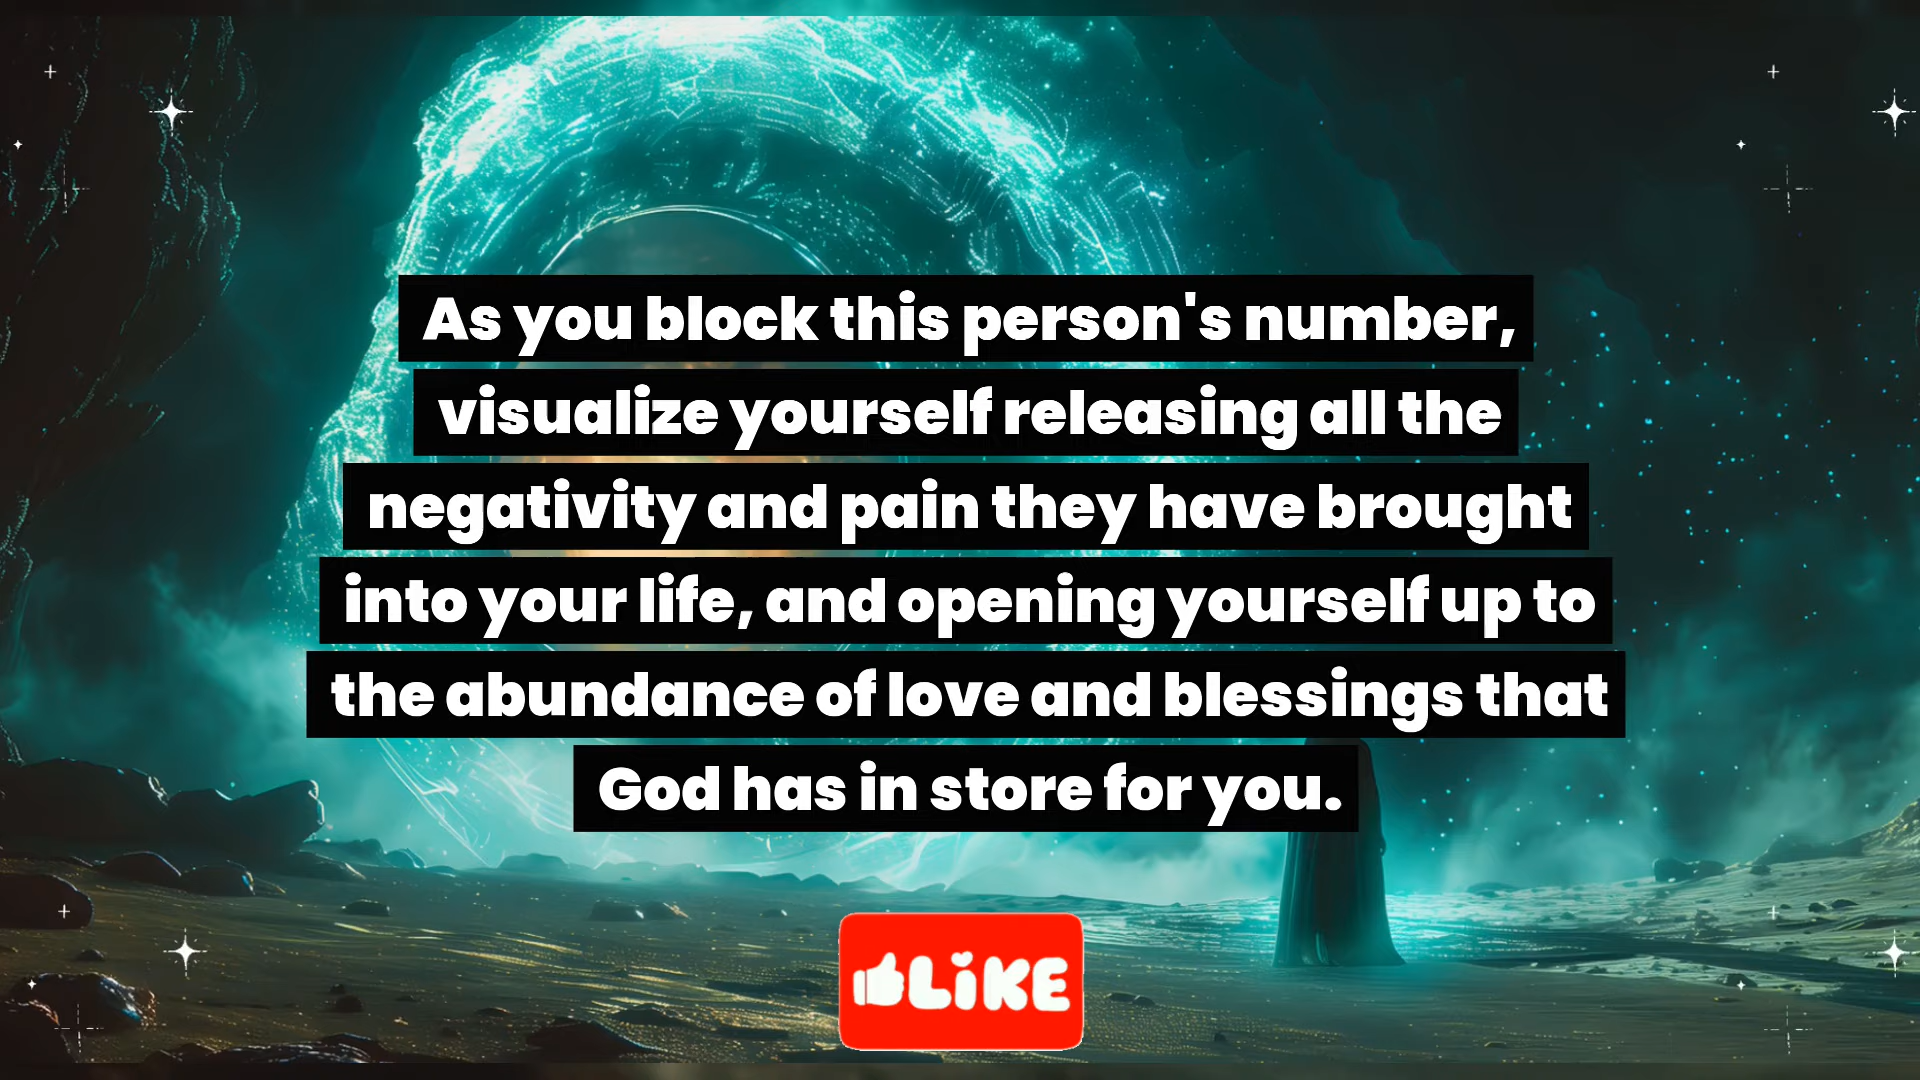 As you block this person's number,
visualize yourself releasing all the
negativity and pain they have brought
into your life, and opening yourself up to
the abundance of love and blessings that
God has in store for you.
LiKE